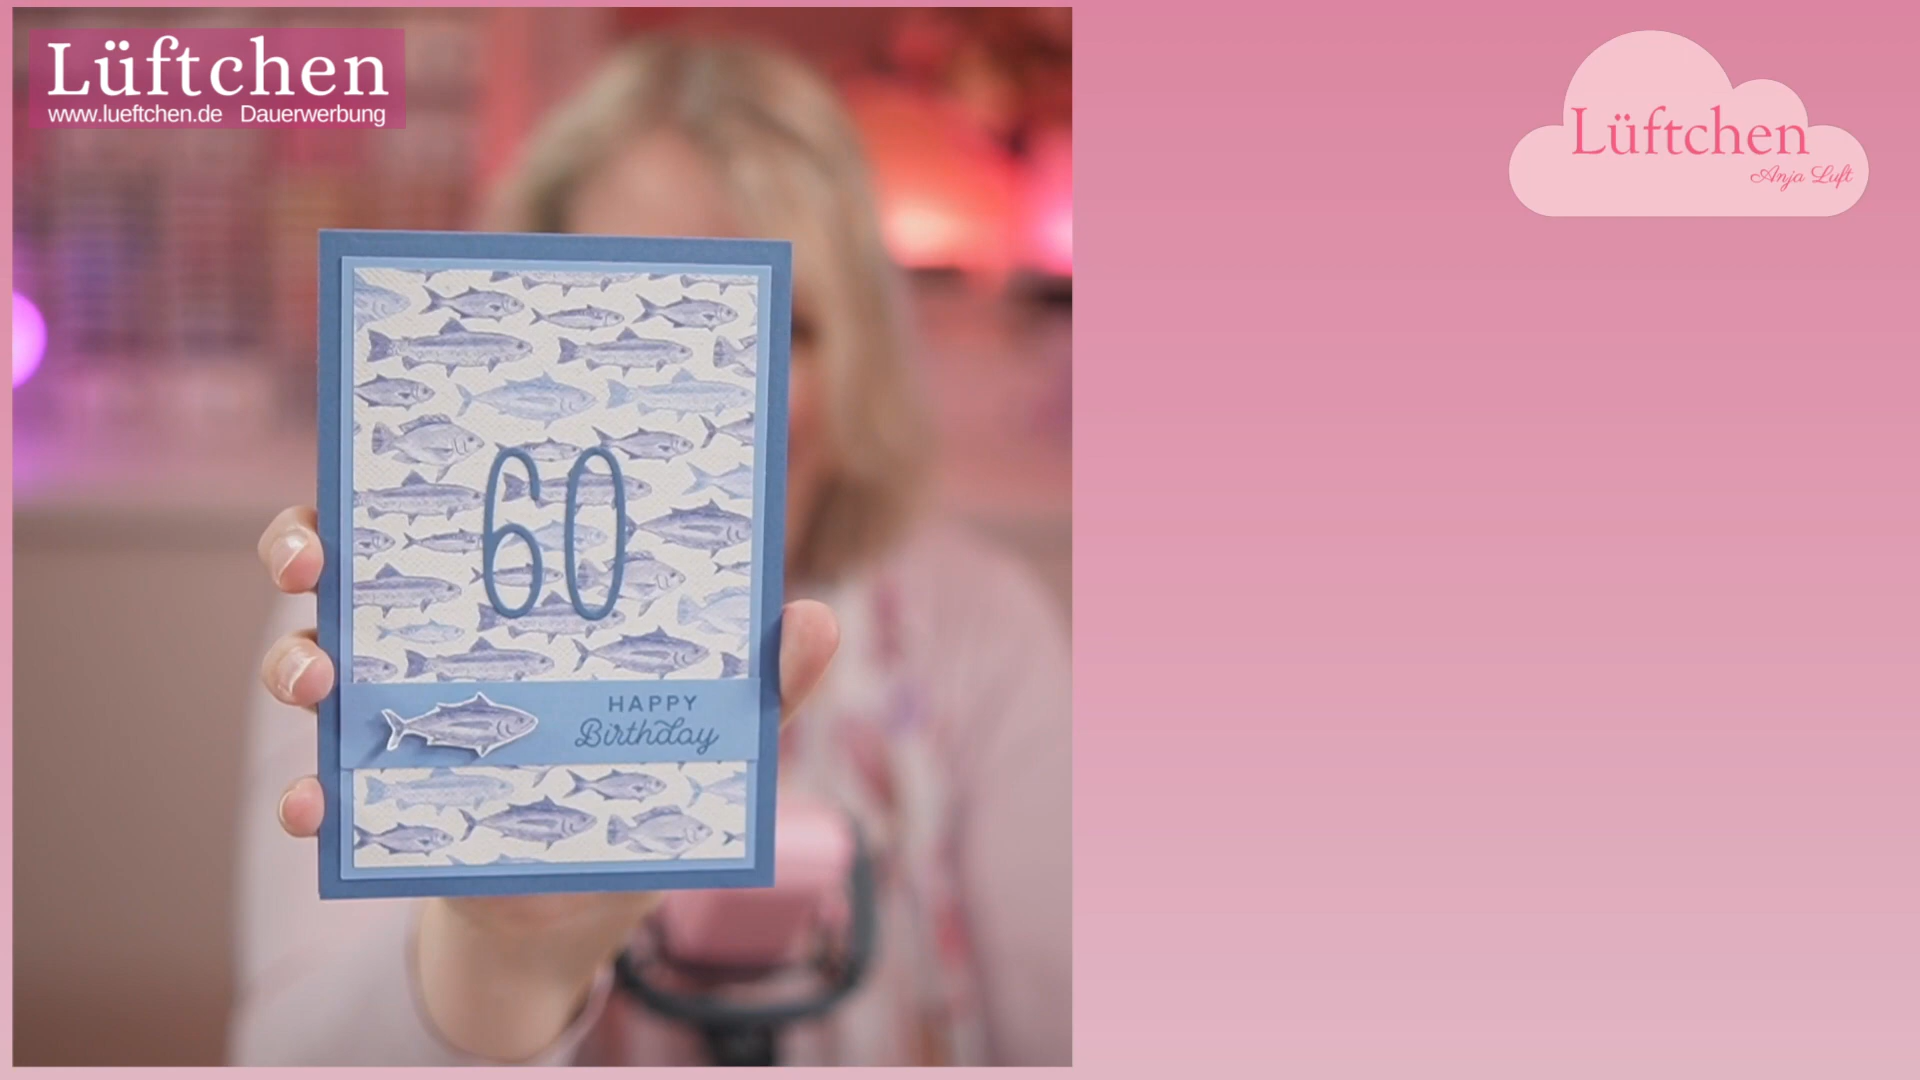 Lüftchen
www.lueftchen.de Dauerwerbung
60
HAPPY
Birthday
Lüftchen
Anja Luft